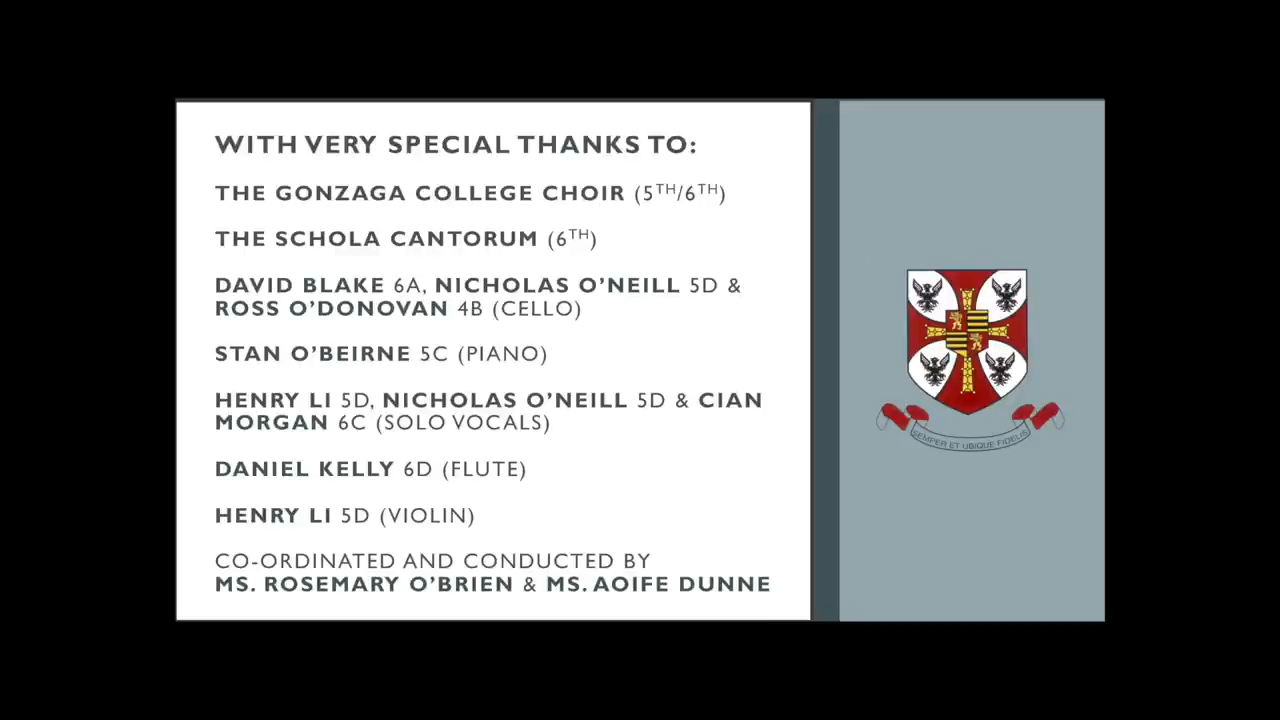 WITH VERY SPECIAL THANKS TO:
THE GONZAGA COLLEGE CHOIR (5TH/6TH)
THE SCHOLA CANTORUM (6TH)
DAVID BLAKE 6A, NICHOLAS O’NEILL 5D &
ROSS O’DONOVAN 4B (CELLO)
STAN O’BEIRNE 5C (PIANO)
HENRY LI 5D, NICHOLAS O’NEILL 5D & CIAN
MORGAN 6C (SOLO VOCALS)
DANIEL KELLY 6D (FLUTE)
HENRY LI 5D (VIOLIN)
CO-ORDINATED AND CONDUCTED BY
MS. ROSEMARY O’BRIEN & MS. AOIFE DUNNE
SEMPER ET UBIQUE FIDELIS